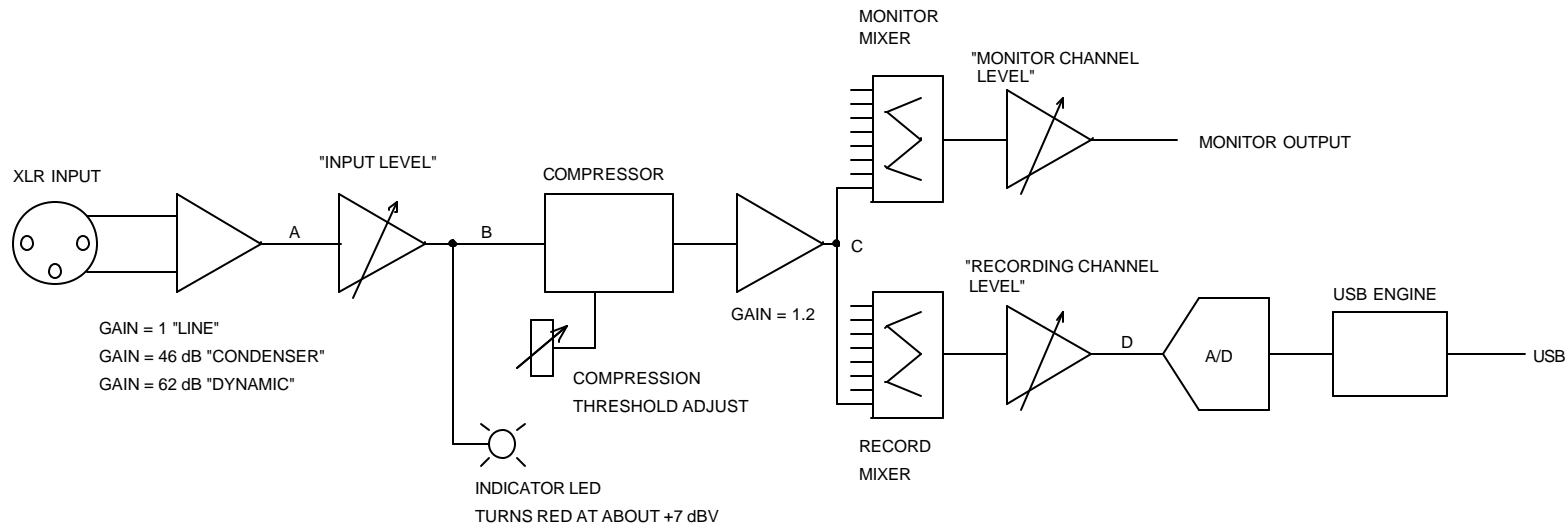 XLR INPUT
GAIN = 1 "LINE"
GAIN = 46 dB "CONDENSER"
GAIN = 62 dB "DYNAMIC"
A
"INPUT LEVEL"
B
INDICATOR LED
TURNS RED AT ABOUT +7 dBV
COMPRESSOR
COMPRESSION
THRESHOLD ADJUST
GAIN = 1.2
C
MONITOR
MIXER
"MONITOR CHANNEL
LEVEL"
MONITOR OUTPUT
RECORD
MIXER
"RECORDING CHANNEL
LEVEL"
D
A/D
USB ENGINE
USB